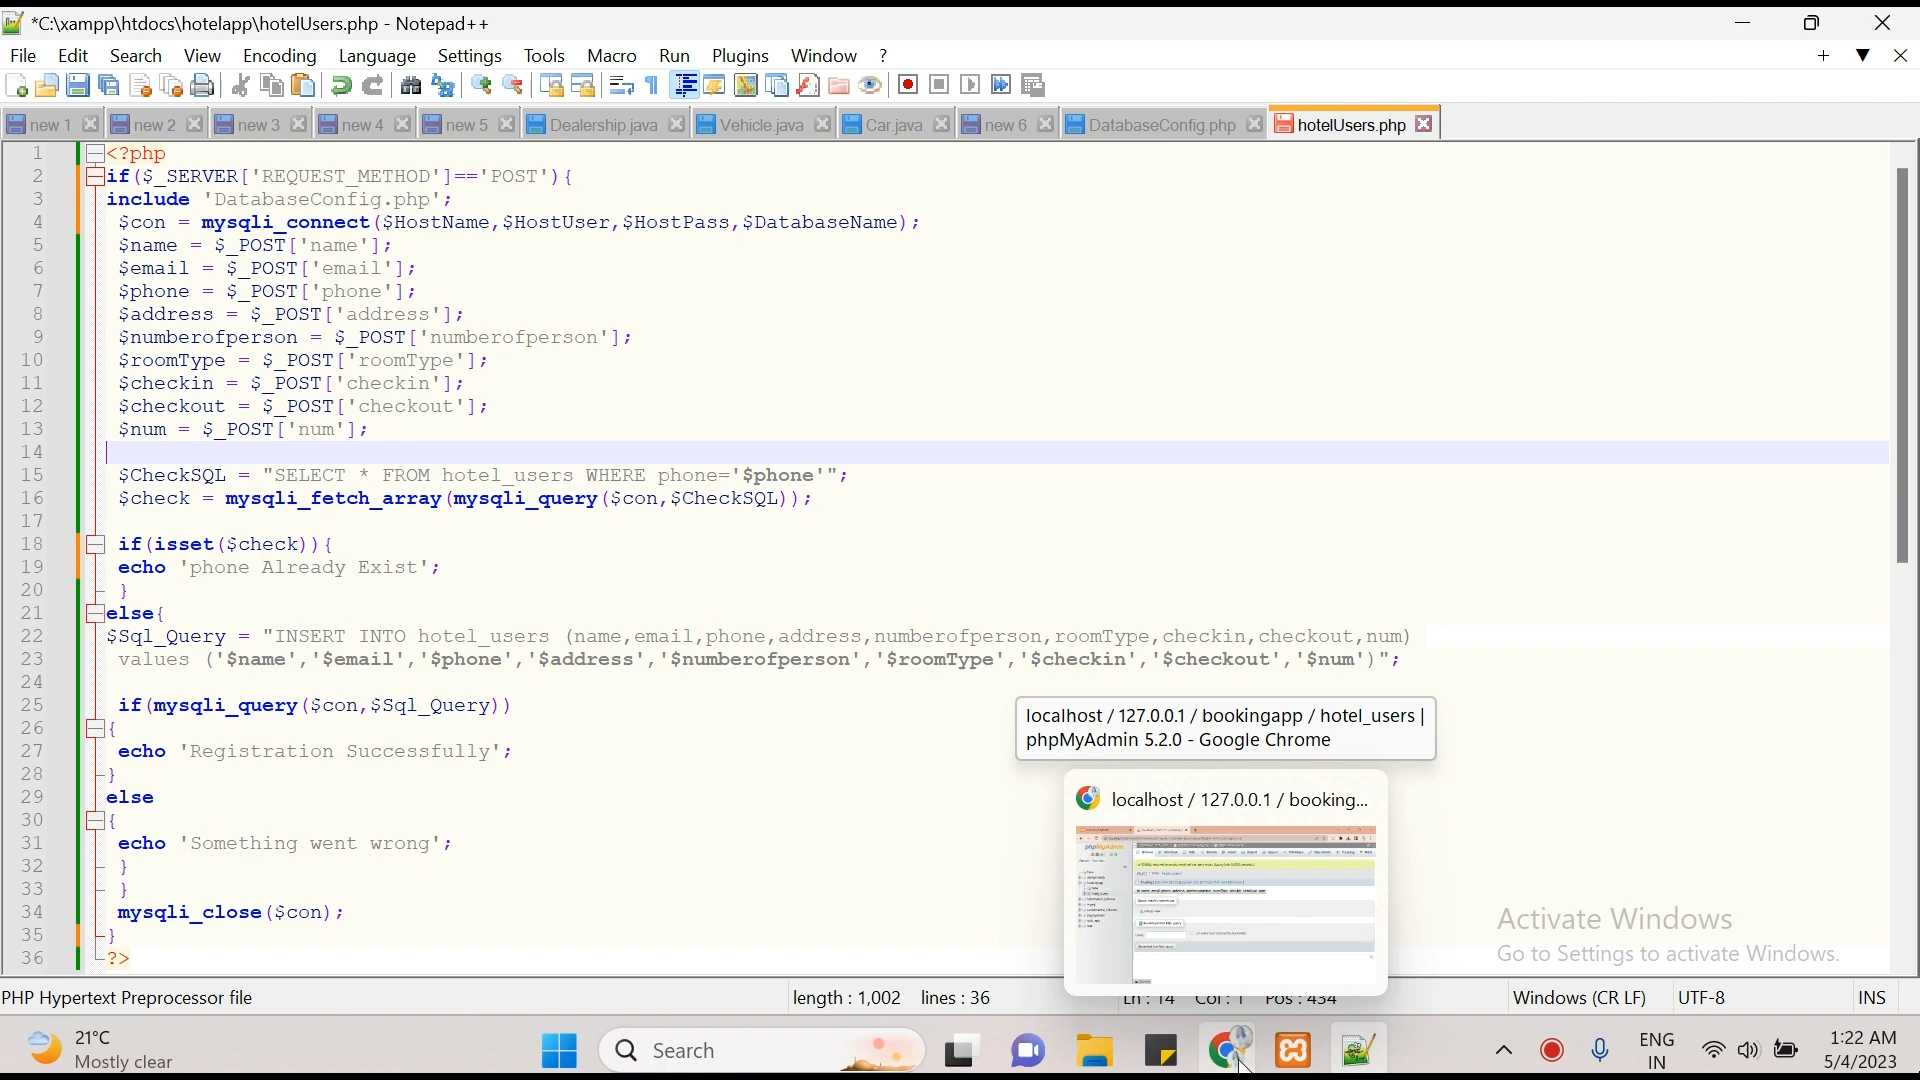 *C:\xampp\htdocs\hotelapp\hotelUsers.php - Notepad++
File Edit Search View Encoding Language Settings Tools Macro Run Plugins Window ?
new 1 new 2 new 3 new 4 new 5 Dealership.java Vehicle.java Car.java new 6 DatabaseConfig.php hotelUsers.php
1 <?php
2 if($_SERVER['REQUEST_METHOD']=='POST'){
3 include 'DatabaseConfig.php';
4 $con = mysqli_connect($HostName,$HostUser,$HostPass,$DatabaseName);
5 $name = $_POST['name'];
6 $email = $_POST['email'];
7 $phone = $_POST['phone'];
8 $address = $_POST['address'];
9 $numberofperson = $_POST['numberofperson'];
10 $roomType = $_POST['roomType'];
11 $checkin = $_POST['checkin'];
12 $checkout = $_POST['checkout'];
13 $num = $_POST['num'];
14
15 $CheckSQL = "SELECT * FROM hotel_users WHERE phone='$phone'";
16 $check = mysqli_fetch_array(mysqli_query($con,$CheckSQL));
17
18 if(isset($check)){
19 echo 'phone Already Exist';
20 }
21 else{
22 $Sql_Query = "INSERT INTO hotel_users (name,email,phone,address,numberofperson,roomType,checkin,checkout,num)
23 values ('$name','$email','$phone','$address','$numberofperson','$roomType','$checkin','$checkout','$num')";
24
25 if(mysqli_query($con,$Sql_Query))
26 {
27 echo 'Registration Successfully';
28 }
29 else
30 {
31 echo 'Something went wrong';
32 }
33 }
34 mysqli_close($con);
35 }
36 ?>
localhost / 127.0.0.1 / bookingapp / hotel_users |
phpMyAdmin 5.2.0 - Google Chrome
localhost / 127.0.0.1 / booking...
phpMyAdmin
Activate Windows
Go to Settings to activate Windows.
PHP Hypertext Preprocessor file length : 1,002 lines : 36 Ln : 14 Col : 1 Pos : 434 Windows (CR LF) UTF-8 INS
21°C
Mostly clear
Search
ENG
IN
1:22 AM
5/4/2023